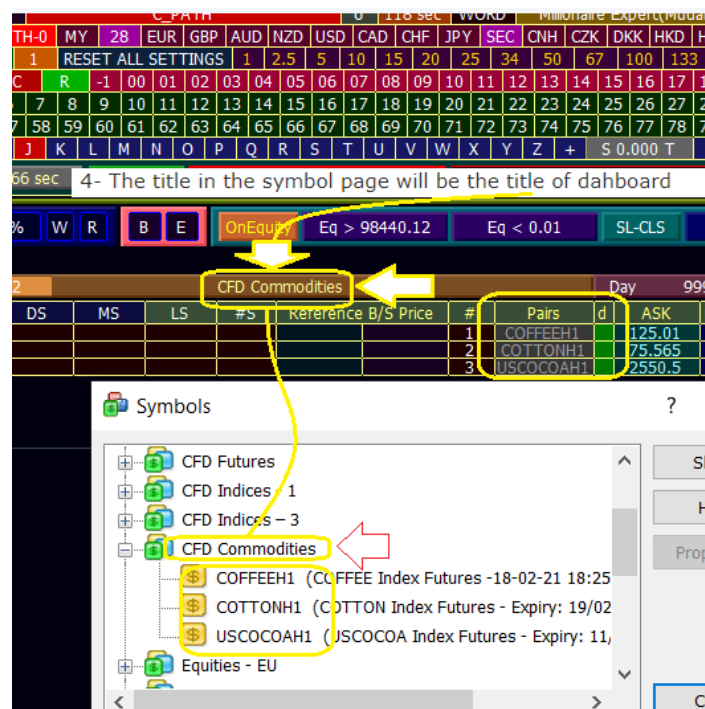 C_PATH 0 118 sec WORD Millionaire Expert(Muda
TH-0 MY 28 EUR GBP AUD NZD USD CAD CHF JPY SEC CNH CZK DKK HKD H
1 RESET ALL SETTINGS 1 2.5 5 10 15 20 25 34 50 67 100 133
C R -1 00 01 02 03 04 05 06 07 08 09 10 11 12 13 14 15 16 17 1
7 8 9 10 11 12 13 14 15 16 17 18 19 20 21 22 23 24 25 26 27 2
7 58 59 60 61 62 63 64 65 66 67 68 69 70 71 72 73 74 75 76 77 78 7
J K L M N O P Q R S T U V W X Y Z + S 0.000 T
66 sec 4- The title in the symbol page will be the title of dahboard
% W R B E OnEquity Eq > 98440.12 Eq < 0.01 SL-CLS
2 CFD Commodities Day 999
DS MS LS #S Reference B/S Price # Pairs d ASK
1 COFFEEH1 125.01
2 COTTONH1 75.565
3 USCOCOAH1 2550.5
Symbols ?
CFD Futures S
CFD Indices - 1 H
CFD Indices – 3
CFD Commodities Prop
COFFEEH1 (COFFEE Index Futures -18-02-21 18:25
COTTONH1 (COTTON Index Futures - Expiry: 19/02
USCOCOAH1 (USCOCOA Index Futures - Expiry: 11/
Equities - EU
C